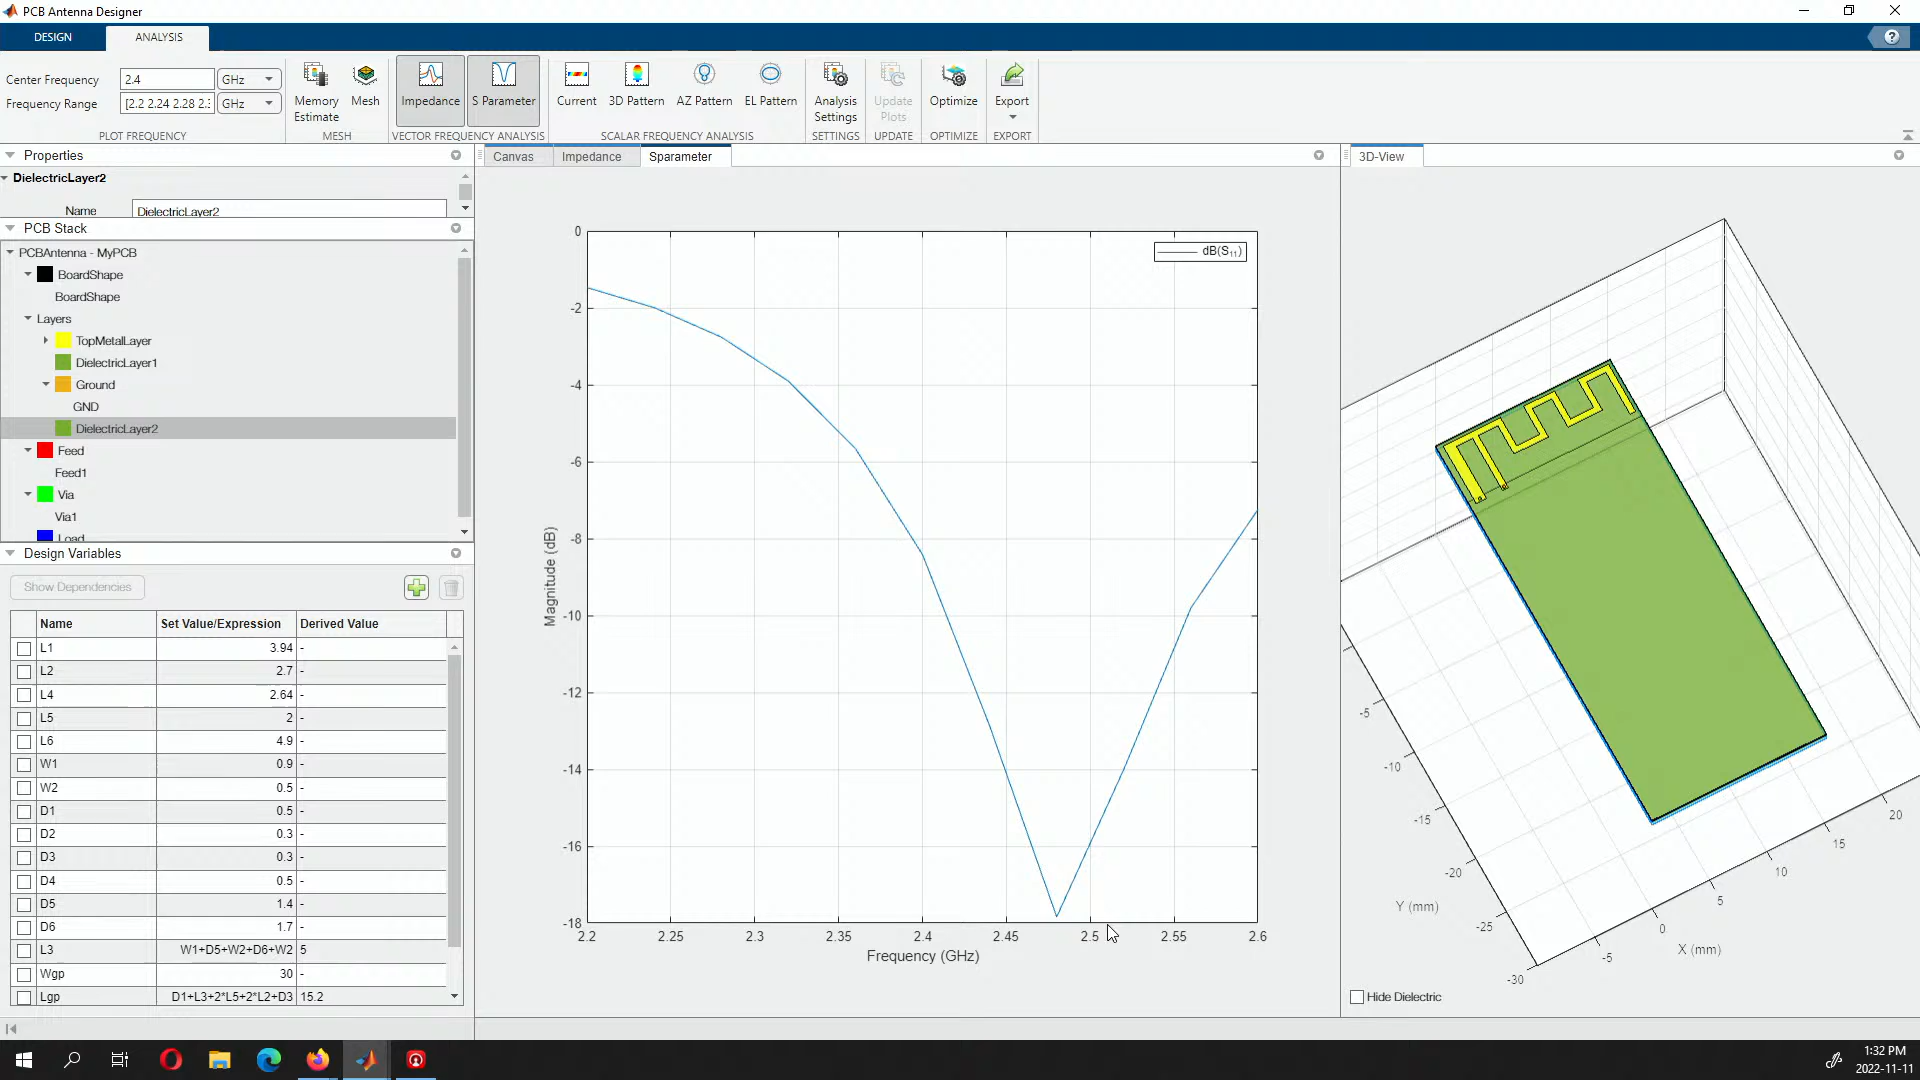 PCB Antenna Designer
DESIGN
ANALYSIS
Center Frequency
2.4
GHz
Frequency Range
[2.2 2.24 2.28 2.3
GHz
PLOT FREQUENCY
Memory
Estimate
Mesh
MESH
Impedance
S Parameter
VECTOR FREQUENCY ANALYSIS
Current
3D Pattern
AZ Pattern
EL Pattern
SCALAR FREQUENCY ANALYSIS
Analysis
Settings
SETTINGS
Update
Plots
UPDATE
Optimize
OPTIMIZE
Export
EXPORT
Properties
DielectricLayer2
Name
DielectricLayer2
PCB Stack
PCBAntenna - MyPCB
BoardShape
BoardShape
Layers
TopMetalLayer
DielectricLayer1
Ground
GND
DielectricLayer2
Feed
Feed1
Via
Via1
Load
Design Variables
Show Dependencies
Name Set Value/Expression Derived Value
L1 3.94 -
L2 2.7 -
L4 2.64 -
L5 2 -
L6 4.9 -
W1 0.9 -
W2 0.5 -
D1 0.5 -
D2 0.3 -
D3 0.3 -
D4 0.5 -
D5 1.4 -
D6 1.7 -
L3 W1+D5+W2+D6+W2 5
Wgp 30 -
Lgp D1+L3+2*L5+2*L2+D3 15.2
Canvas
Impedance
Sparameter
dB(S11)
0
-2
-4
-6
-8
-10
-12
-14
-16
-18
Magnitude (dB)
2.2 2.25 2.3 2.35 2.4 2.45 2.5 2.55 2.6
Frequency (GHz)
3D-View
-5
-10
-15
-20
-25
-30
Y (mm)
-5
0
5
10
15
20
X (mm)
Hide Dielectric
1:32 PM
2022-11-11